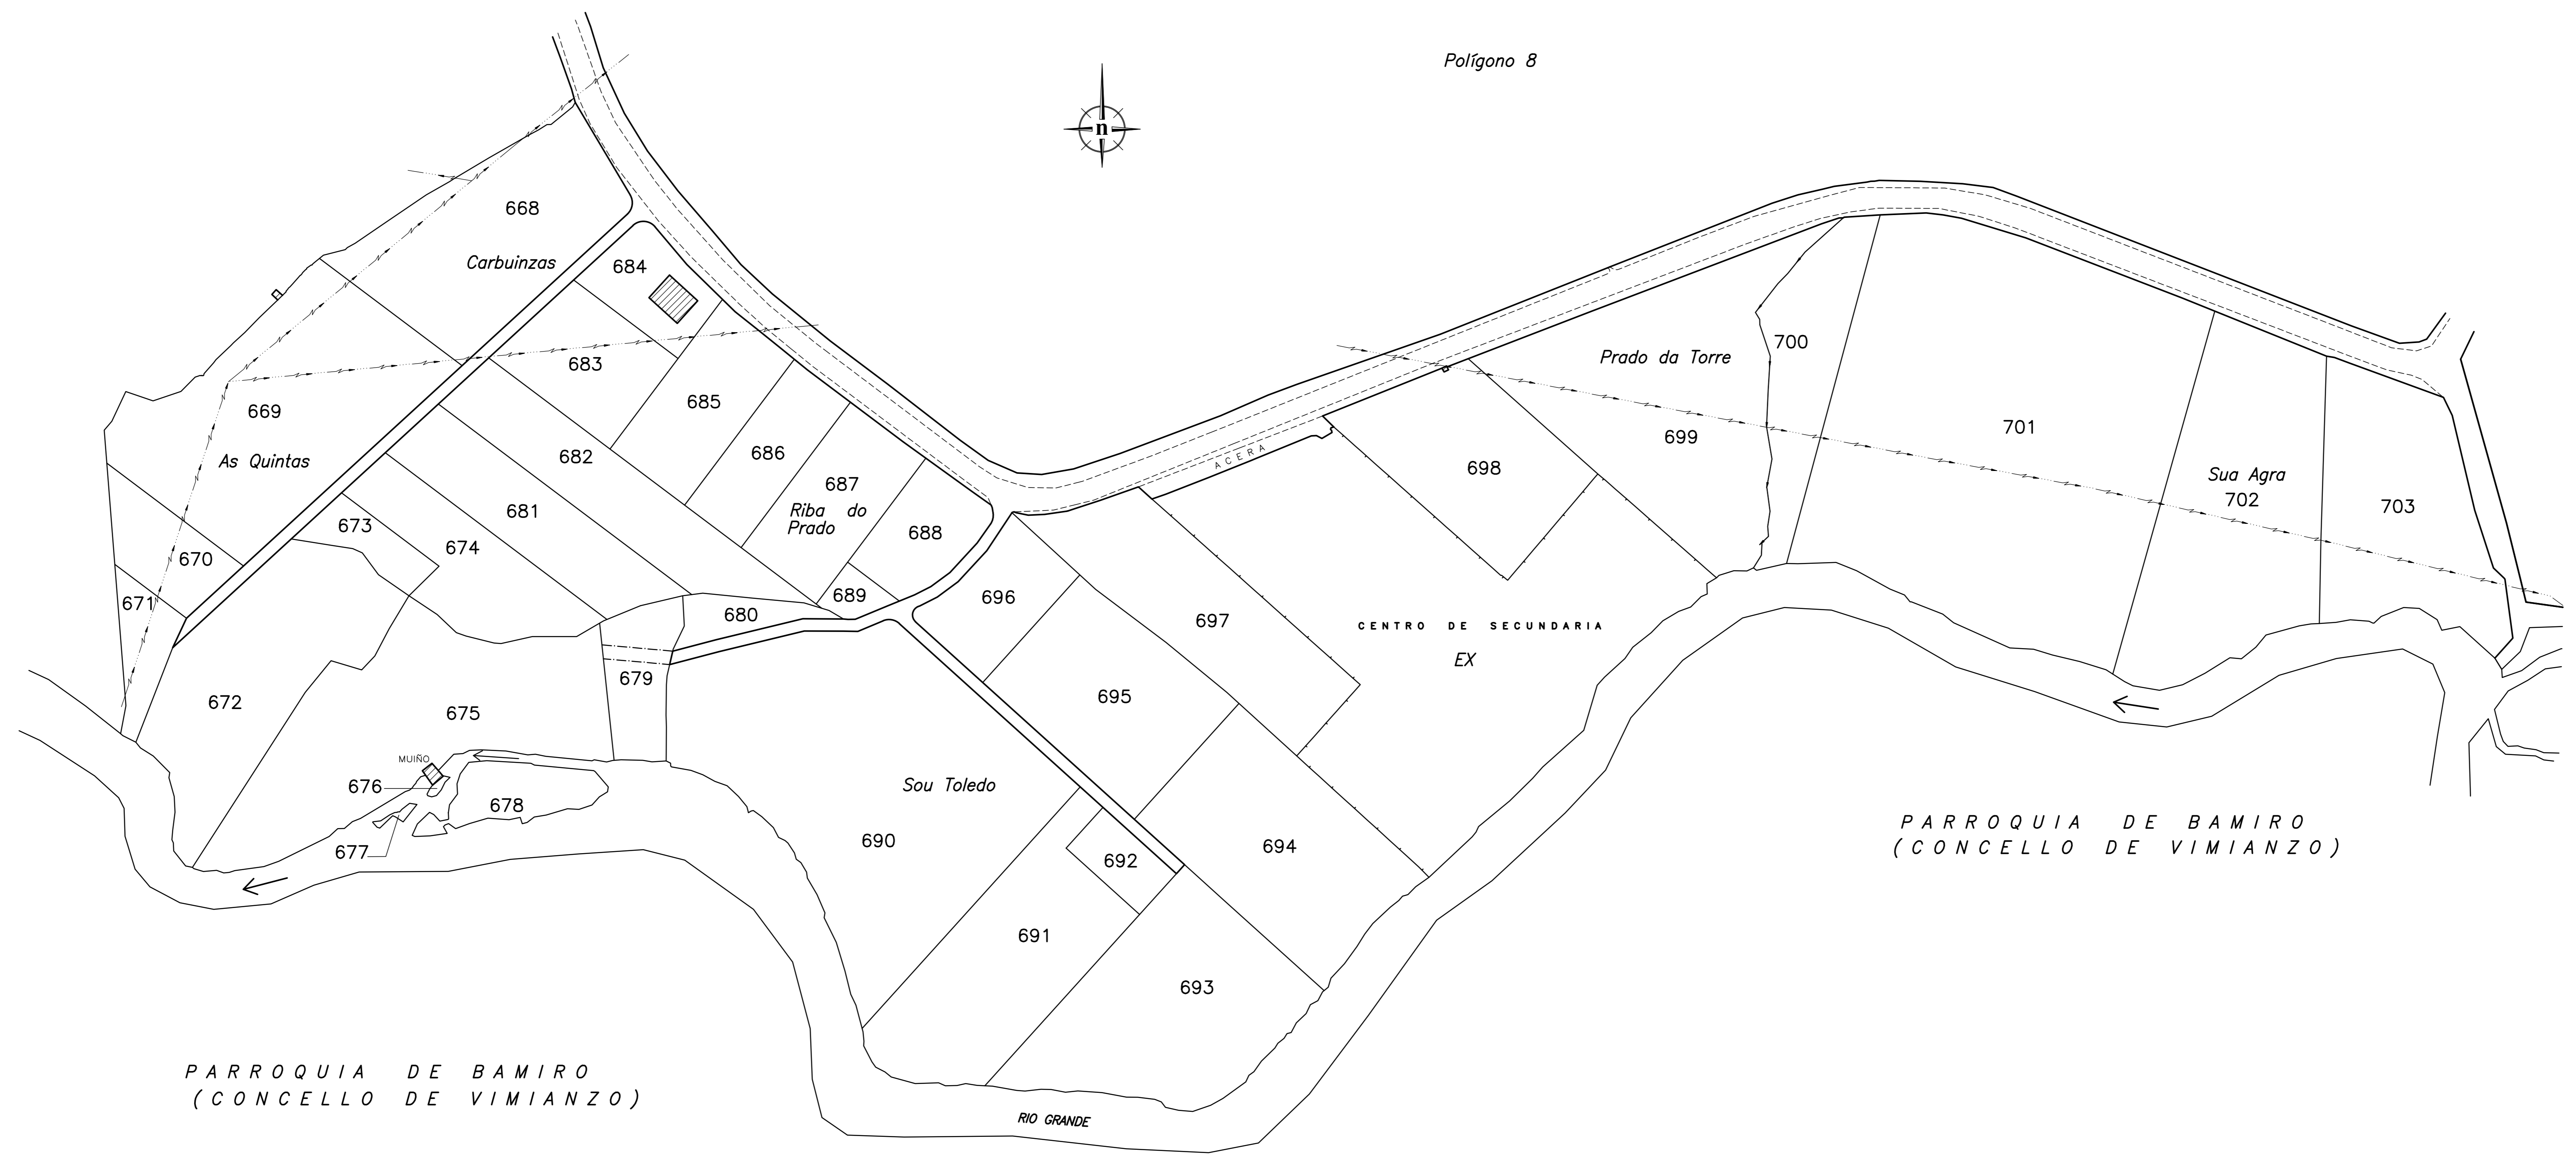 Polígono 8
n
668
Carbuinzas
684
683
669
As Quintas
685
682
686
687
Riba do
Prado
688
689
681
673
674
670
671
680
679
672
675
MUIÑO
676
677
678
ACERA
696
697
695
Sou Toledo
690
692
691
694
693
698
Prado da Torre
699
700
701
Sua Agra
702
703
CENTRO DE SECUNDARIA
EX
PARROQUIA DE BAMIRO
(CONCELLO DE VIMIANZO)
PARROQUIA DE BAMIRO
(CONCELLO DE VIMIANZO)
RIO GRANDE